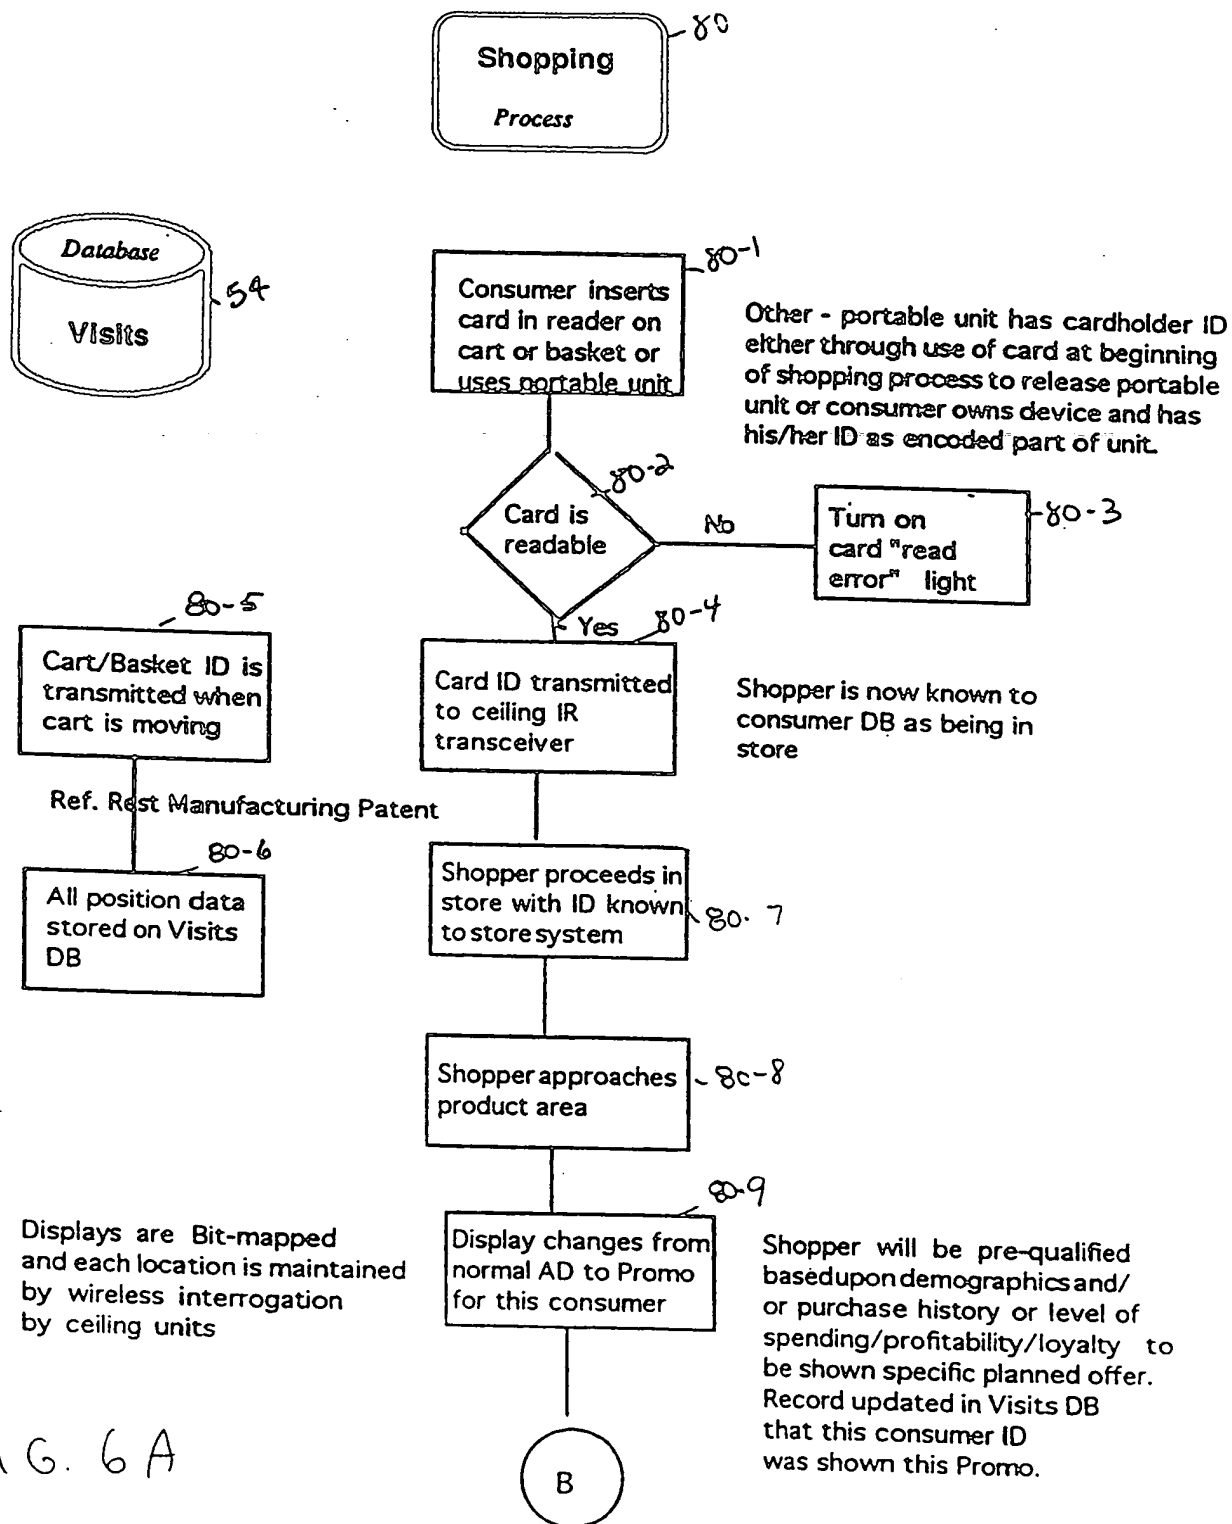 80
Shopping
Process
Database
Visits
54
80-1
Consumer inserts
card in reader on
cart or basket or
uses portable unit
Other - portable unit has cardholder ID
either through use of card at beginning
of shopping process to release portable
unit or consumer owns device and has
his/her ID as encoded part of unit.
80-2
Card is
readable
No
Turn on
card "read
error" light
80-3
Yes
80-4
80-5
Cart/Basket ID is
transmitted when
cart is moving
Card ID transmitted
to ceiling IR
transceiver
Shopper is now known to
consumer DB as being in
store
Ref. Rest Manufacturing Patent
80-6
All position data
stored on Visits
DB
Shopper proceeds in
store with ID known
to store system
80-7
Shopper approaches
product area
80-8
80-9
Displays are Bit-mapped
and each location is maintained
by wireless interrogation
by ceiling units
Display changes from
normal AD to Promo
for this consumer
Shopper will be pre-qualified
based upon demographics and/
or purchase history or level of
spending/profitability/loyalty to
be shown specific planned offer.
Record updated in Visits DB
that this consumer ID
was shown this Promo.
B
G. 6A